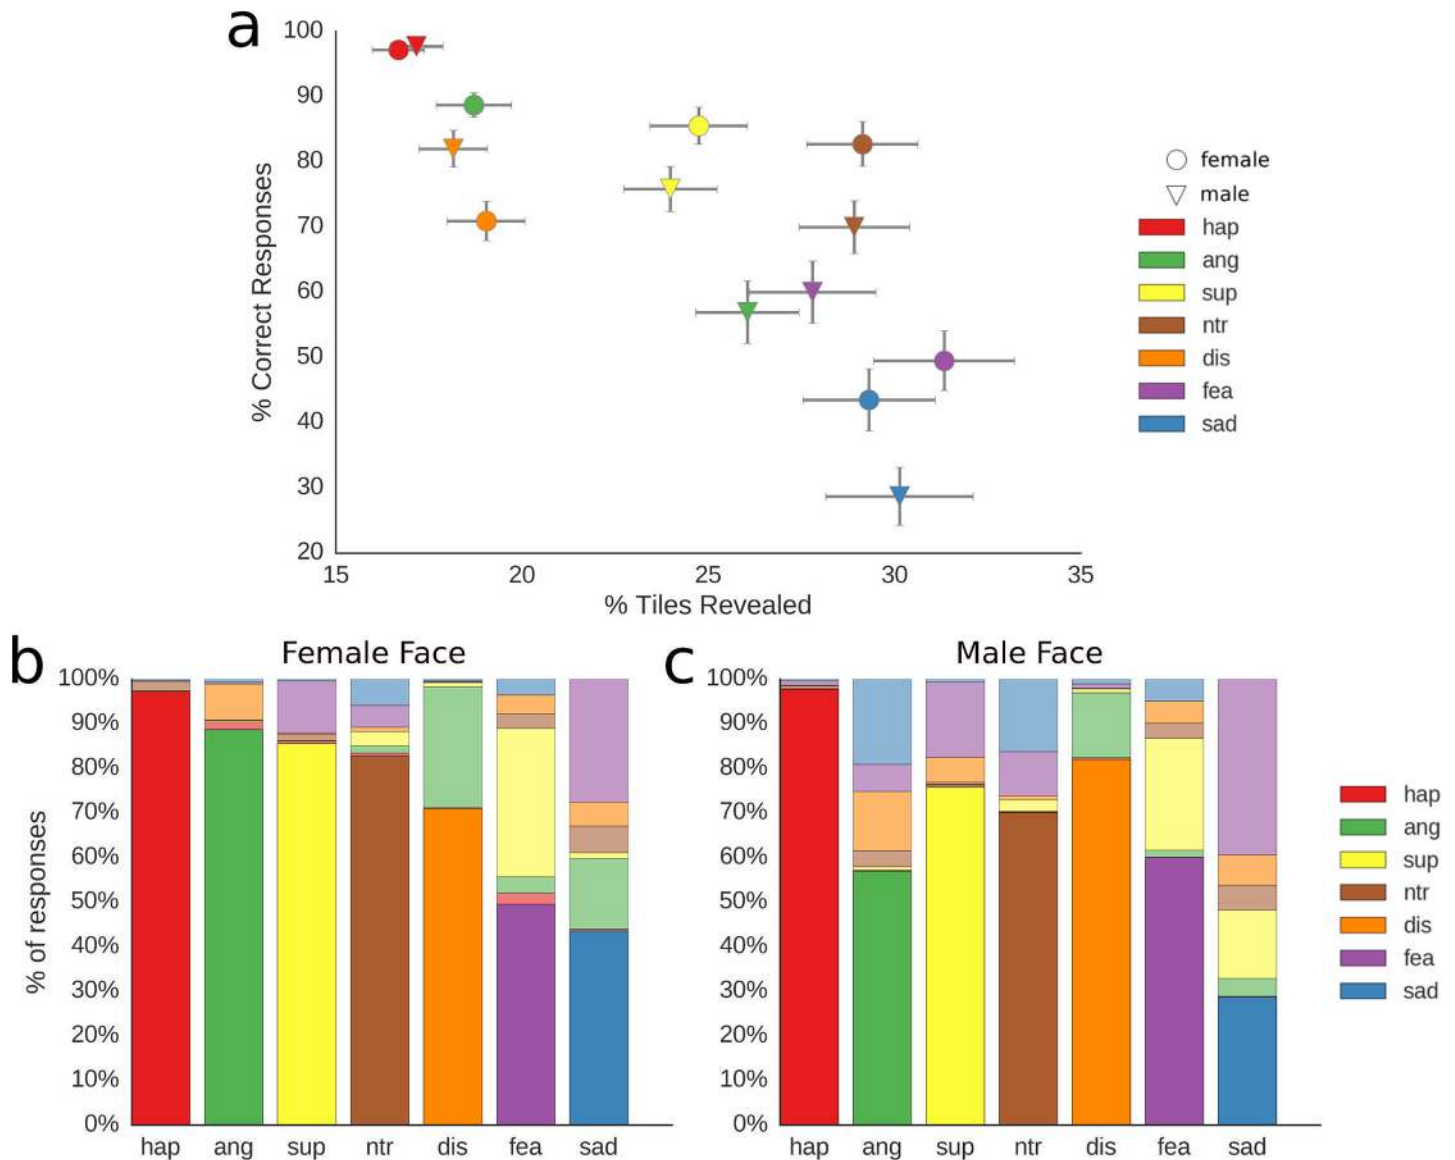 a
100
90
80
70
60
50
40
30
20
% Correct Responses
15 20 25 30 35
% Tiles Revealed
female
male
hap
ang
sup
ntr
dis
fea
sad
b
Female Face
100%
90%
80%
70%
60%
50%
40%
30%
20%
10%
0%
% of responses
hap ang sup ntr dis fea sad
c
Male Face
100%
90%
80%
70%
60%
50%
40%
30%
20%
10%
0%
hap ang sup ntr dis fea sad
hap
ang
sup
ntr
dis
fea
sad